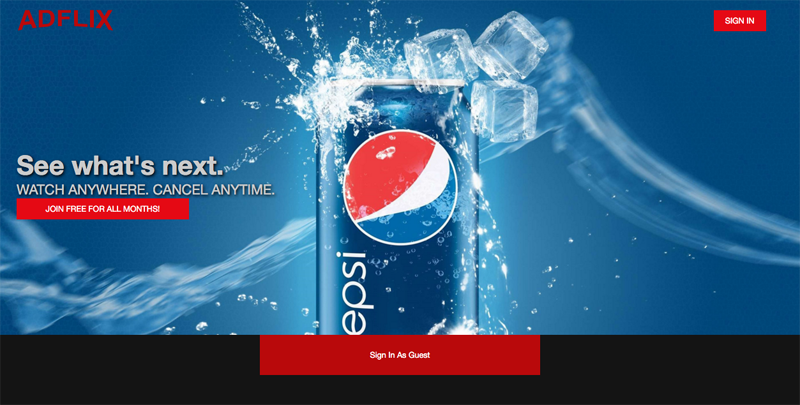 ADFLIX
SIGN IN
See what's next.
WATCH ANYWHERE. CANCEL ANYTIME.
JOIN FREE FOR ALL MONTHS!
epsi
Sign In As Guest